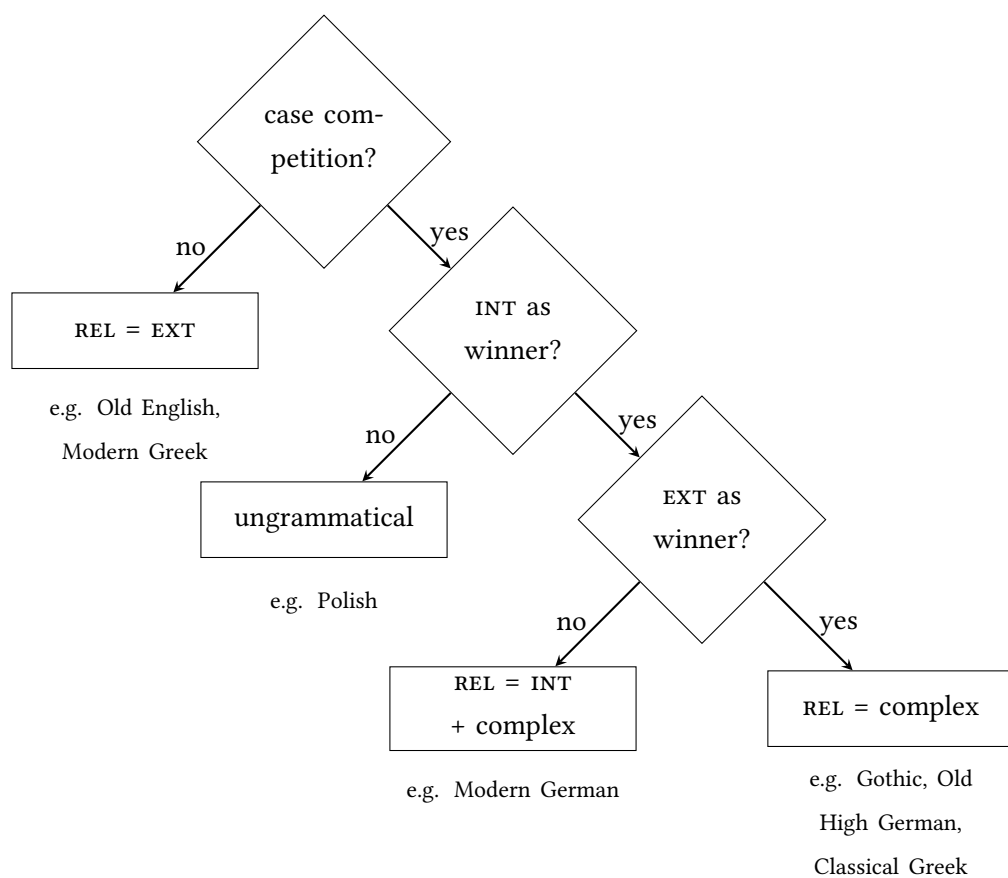 case com-
petition?
no
yes
REL = EXT
INT as
winner?
e.g. Old English,
Modern Greek
no
yes
ungrammatical
EXT as
winner?
e.g. Polish
no
yes
REL = INT
+ complex
REL = complex
e.g. Modern German
e.g. Gothic, Old
High German,
Classical Greek